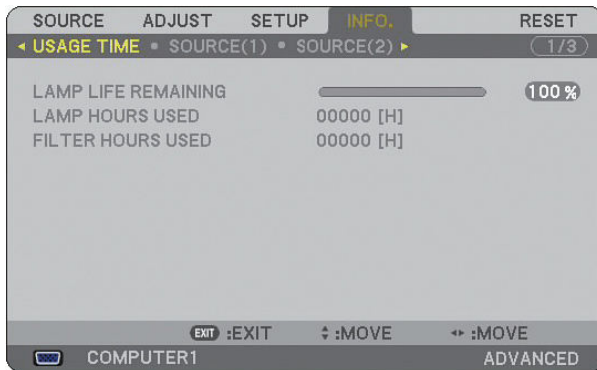 SOURCE ADJUST SETUP INFO. RESET
USAGE TIME • SOURCE(1) • SOURCE(2) 1/3
LAMP LIFE REMAINING 100 %
LAMP HOURS USED 00000 [H]
FILTER HOURS USED 00000 [H]
EXIT :EXIT :MOVE :MOVE
COMPUTER1 ADVANCED